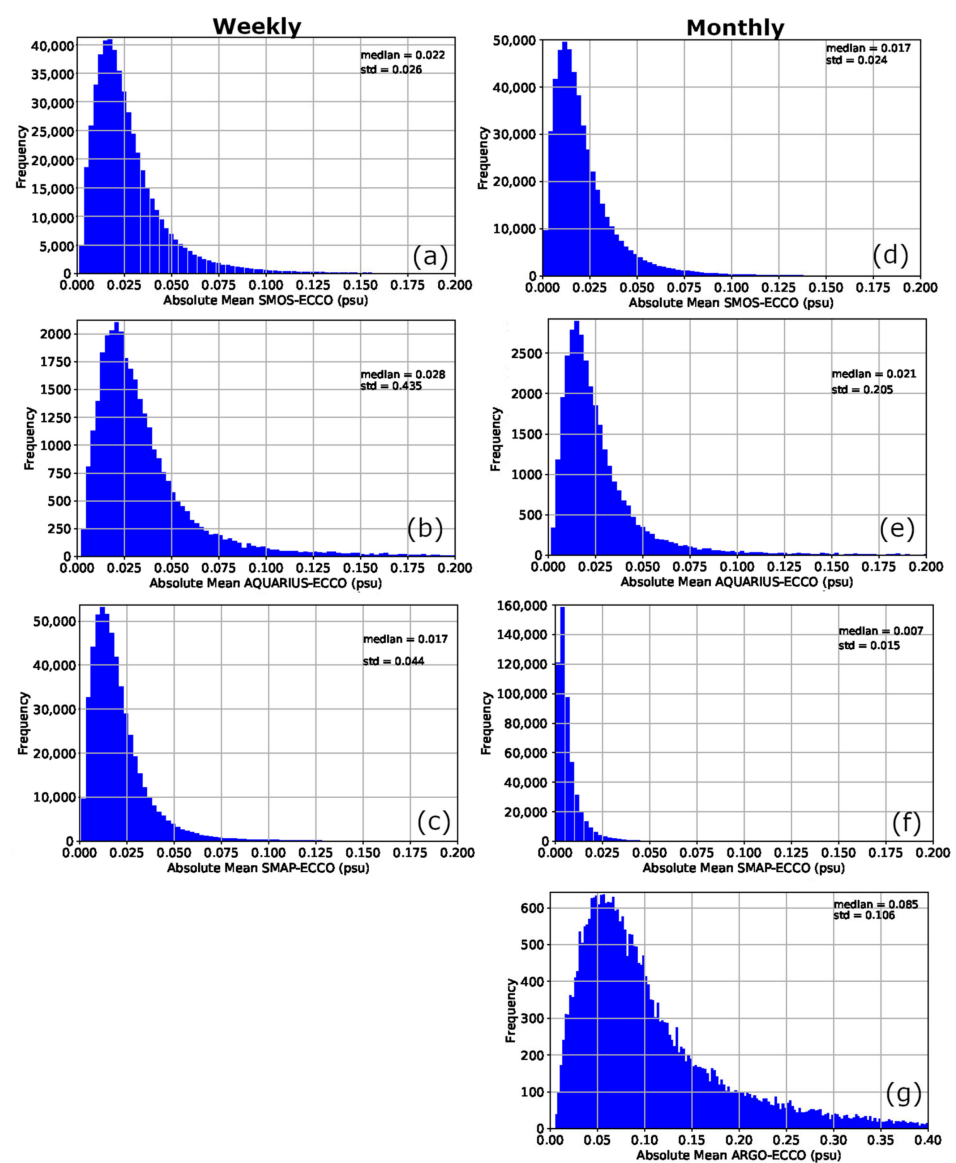 Weekly
Monthly
40,000
35,000
30,000
25,000
20,000
15,000
10,000
5,000
0
Frequency
median = 0.022
std = 0.026
(a)
0.000 0.025 0.050 0.075 0.100 0.125 0.150 0.175 0.200
Absolute Mean SMOS-ECCO (psu)
50,000
40,000
30,000
20,000
10,000
0
Frequency
median = 0.017
std = 0.024
(d)
0.000 0.025 0.050 0.075 0.100 0.125 0.150 0.175 0.200
Absolute Mean SMOS-ECCO (psu)
2000
1750
1500
1250
1000
750
500
250
0
Frequency
median = 0.028
std = 0.435
(b)
0.000 0.025 0.050 0.075 0.100 0.125 0.150 0.175 0.200
Absolute Mean AQUARIUS-ECCO (psu)
2500
2000
1500
1000
500
0
Frequency
median = 0.021
std = 0.205
(e)
0.000 0.025 0.050 0.075 0.100 0.125 0.150 0.175 0.200
Absolute Mean AQUARIUS-ECCO (psu)
50,000
40,000
30,000
20,000
10,000
0
Frequency
median = 0.017
std = 0.044
(c)
0.000 0.025 0.050 0.075 0.100 0.125 0.150 0.175 0.200
Absolute Mean SMAP-ECCO (psu)
160,000
140,000
120,000
100,000
80,000
60,000
40,000
20,000
0
Frequency
median = 0.007
std = 0.015
(f)
0.000 0.025 0.050 0.075 0.100 0.125 0.150 0.175 0.200
Absolute Mean SMAP-ECCO (psu)
600
500
400
300
200
100
0
Frequency
median = 0.085
std = 0.106
(g)
0.00 0.05 0.10 0.15 0.20 0.25 0.30 0.35 0.40
Absolute Mean ARGO-ECCO (psu)